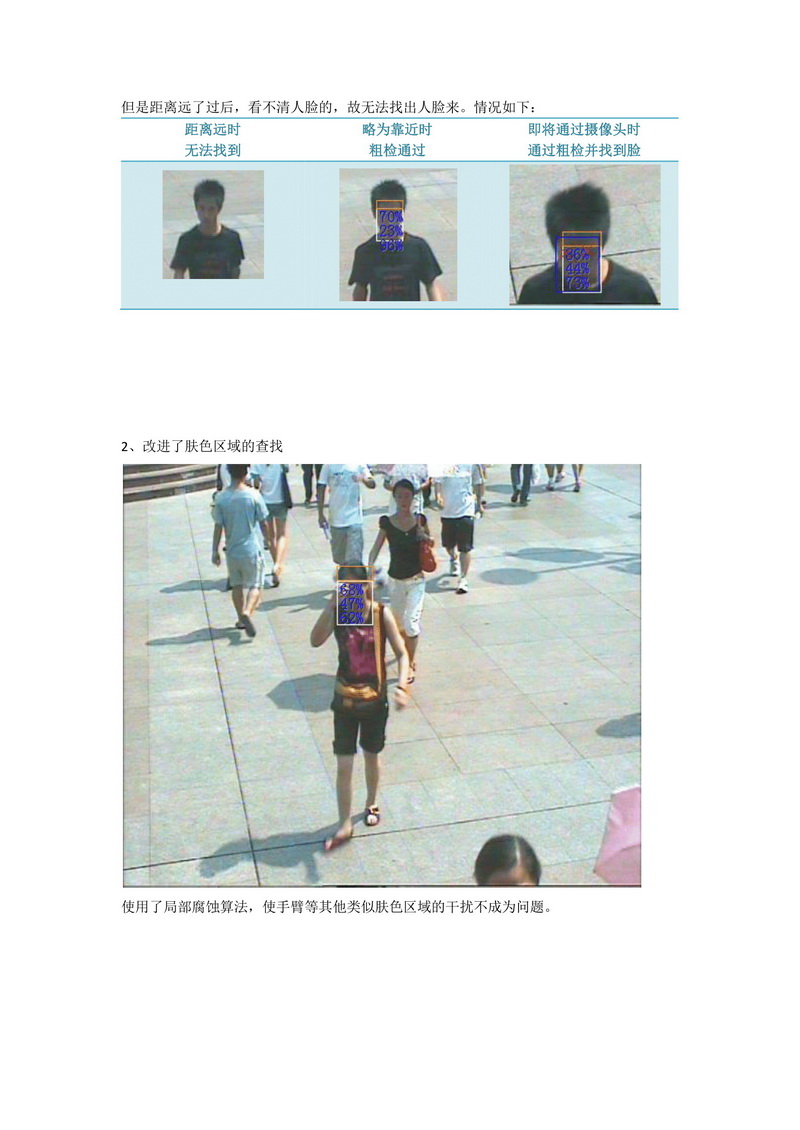 但是距离远了过后，看不清人脸的，故无法找出人脸来。情况如下：
距离远时 略为靠近时 即将通过摄像头时
无法找到 粗检通过 通过粗检并找到脸
70%
23%
44%
73%
2、改进了肤色区域的查找
68%
47%
使用了局部腐蚀算法，使手臂等其他类似肤色区域的干扰不成为问题。